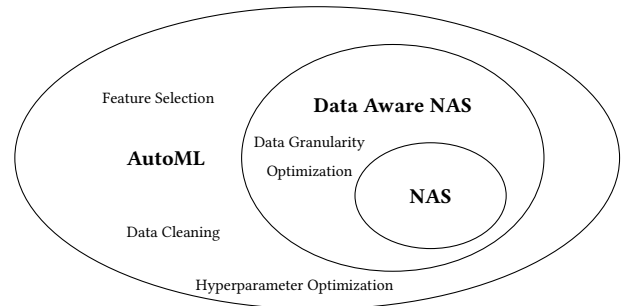 Feature Selection
Data Aware NAS
Data Granularity
AutoML
Optimization
NAS
Data Cleaning
Hyperparameter Optimization